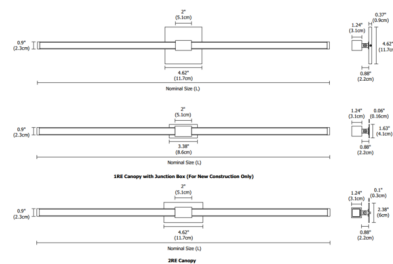 2"
(5.1cm)
0.9"
(2.3cm)
4.62"
(11.7cm)
Nominal Size (L)
0.37"
(0.9cm)
1.24"
(3.1cm)
4.62"
(11.7cm)
0.88"
(2.2cm)
2"
(5.1cm)
0.9"
(2.3cm)
3.38"
(8.6cm)
Nominal Size (L)
1.24"
(3.1cm)
0.06"
(0.16cm)
1.62"
(4.1cm)
0.88"
(2.2cm)
1RE Canopy with Junction Box (For New Construction Only)
2"
(5.1cm)
0.9"
(2.3cm)
4.62"
(11.7cm)
Nominal Size (L)
1.24"
(3.1cm)
0.1"
(0.3cm)
2.38"
(6cm)
0.88"
(2.2cm)
2RE Canopy